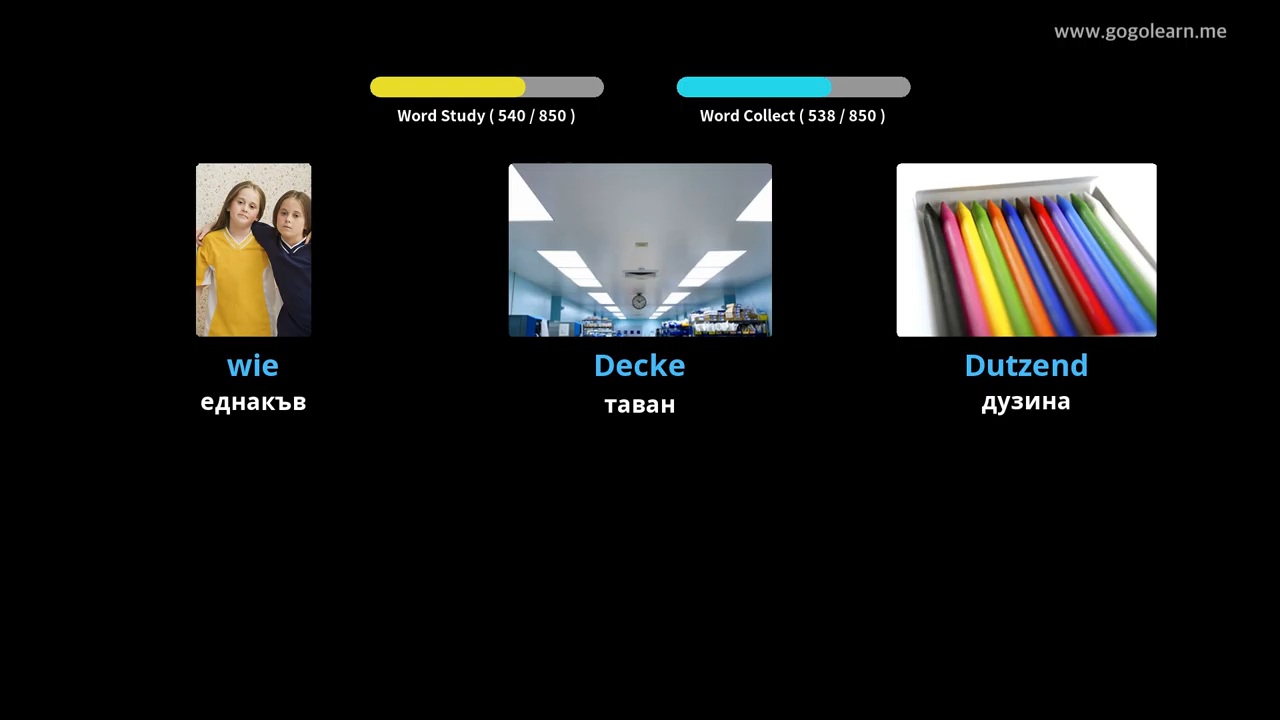 www.gogolearn.me
Word Study ( 540 / 850 )
Word Collect ( 538 / 850 )
wie
еднакъв
Decke
таван
Dutzend
дузина